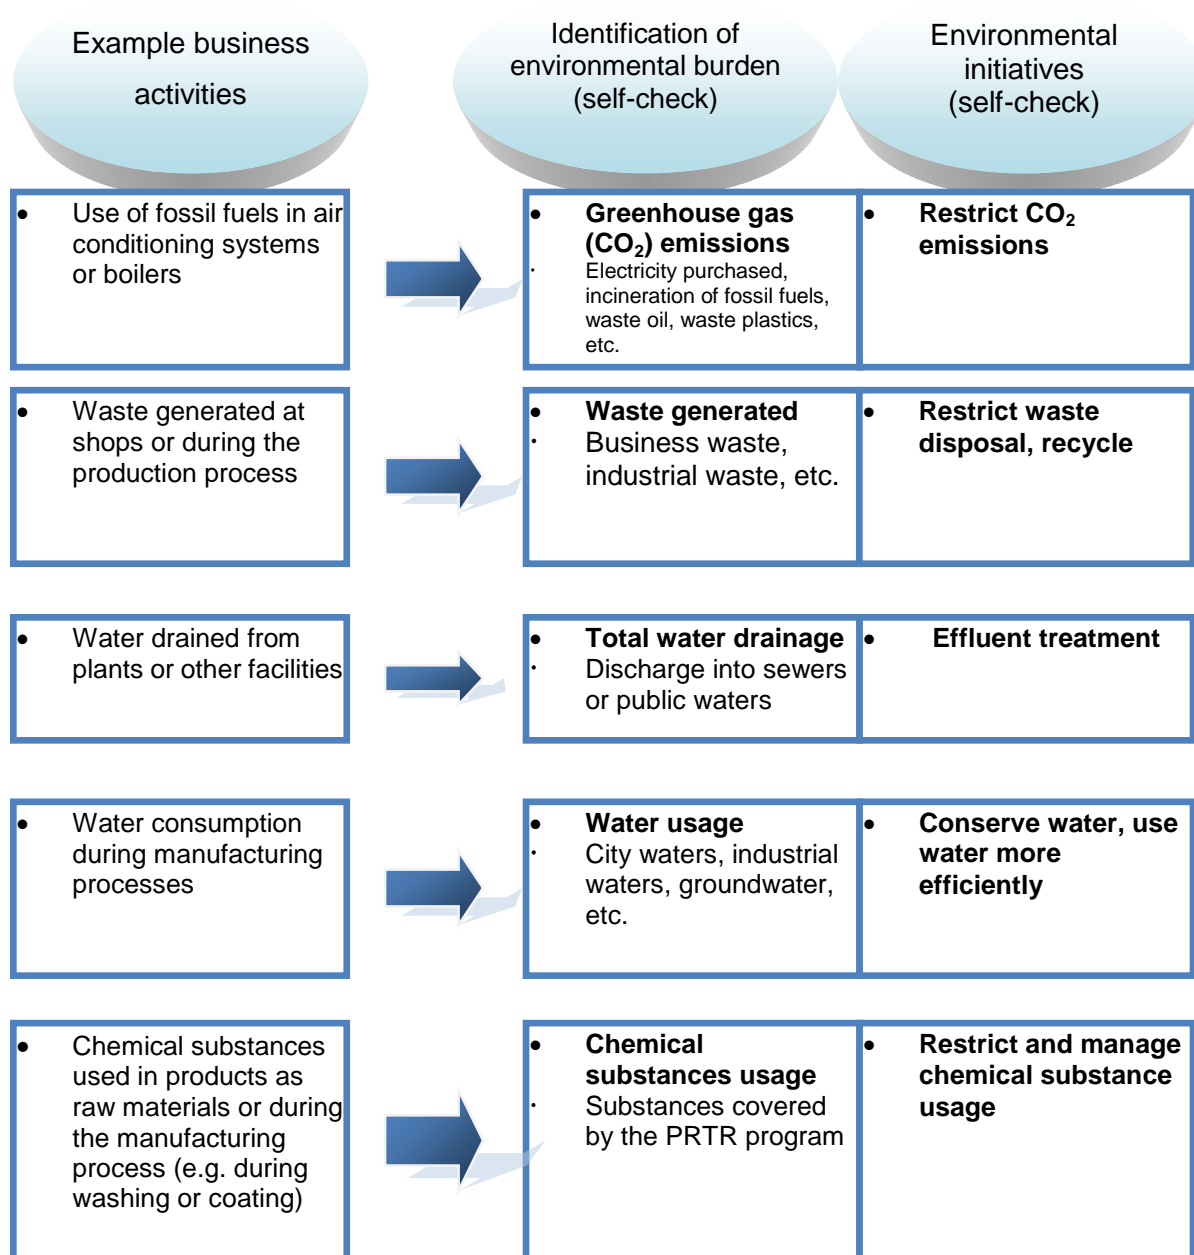 Example business
activities
Identification of
environmental burden
(self-check)
Environmental
initiatives
(self-check)
• Use of fossil fuels in air
conditioning systems
or boilers
• Greenhouse gas
(CO₂) emissions
· Electricity purchased,
incineration of fossil fuels,
waste oil, waste plastics,
etc.
• Restrict CO₂
emissions
• Waste generated at
shops or during the
production process
• Waste generated
· Business waste,
industrial waste, etc.
• Restrict waste
disposal, recycle
• Water drained from
plants or other facilities
• Total water drainage
· Discharge into sewers
or public waters
• Effluent treatment
• Water consumption
during manufacturing
processes
• Water usage
· City waters, industrial
waters, groundwater,
etc.
• Conserve water, use
water more
efficiently
• Chemical substances
used in products as
raw materials or during
the manufacturing
process (e.g. during
washing or coating)
• Chemical
substances usage
· Substances covered
by the PRTR program
• Restrict and manage
chemical substance
usage